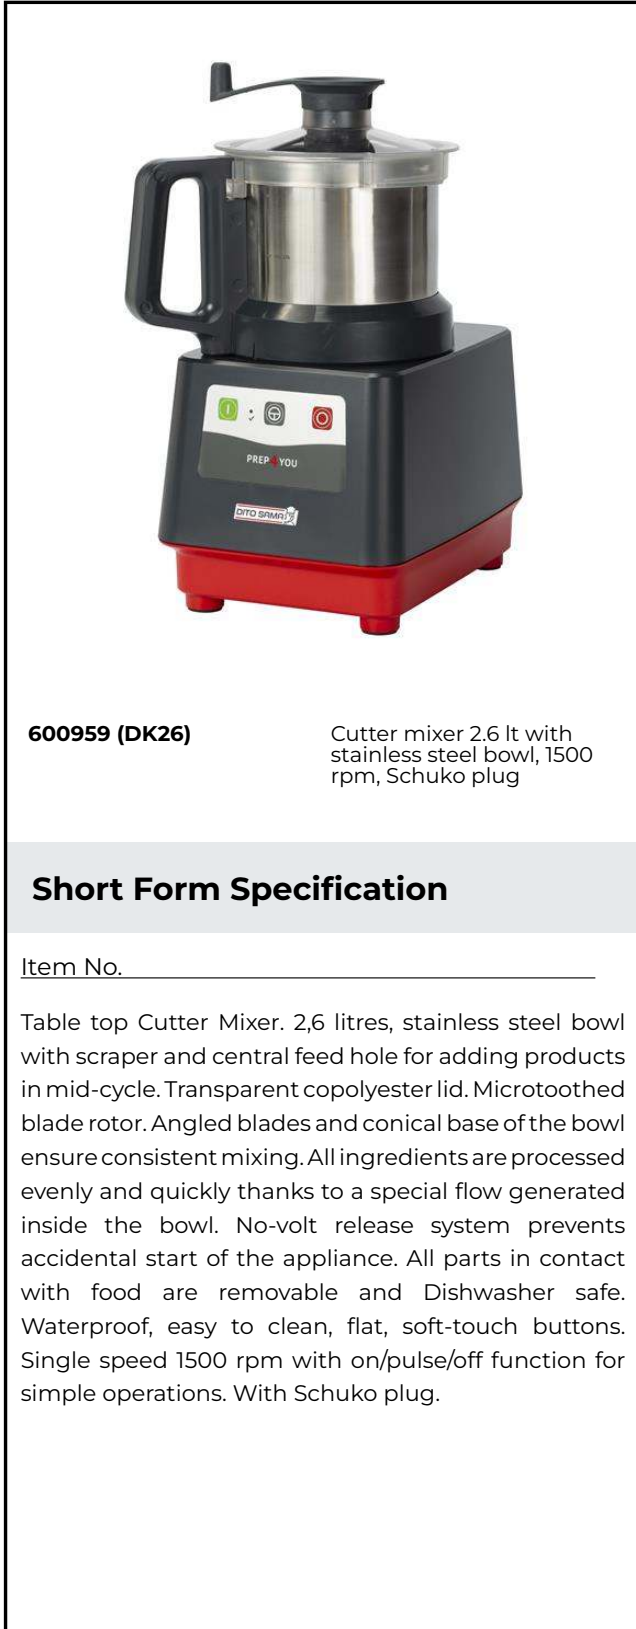 PREP4YOU
DITO SAMA
600959 (DK26)
Cutter mixer 2.6 lt with
stainless steel bowl, 1500
rpm, Schuko plug
Short Form Specification
Item No.
Table top Cutter Mixer. 2,6 litres, stainless steel bowl
with scraper and central feed hole for adding products
in mid-cycle. Transparent copolyester lid. Microtoothed
blade rotor. Angled blades and conical base of the bowl
ensure consistent mixing. All ingredients are processed
evenly and quickly thanks to a special flow generated
inside the bowl. No-volt release system prevents
accidental start of the appliance. All parts in contact
with food are removable and Dishwasher safe.
Waterproof, easy to clean, flat, soft-touch buttons.
Single speed 1500 rpm with on/pulse/off function for
simple operations. With Schuko plug.